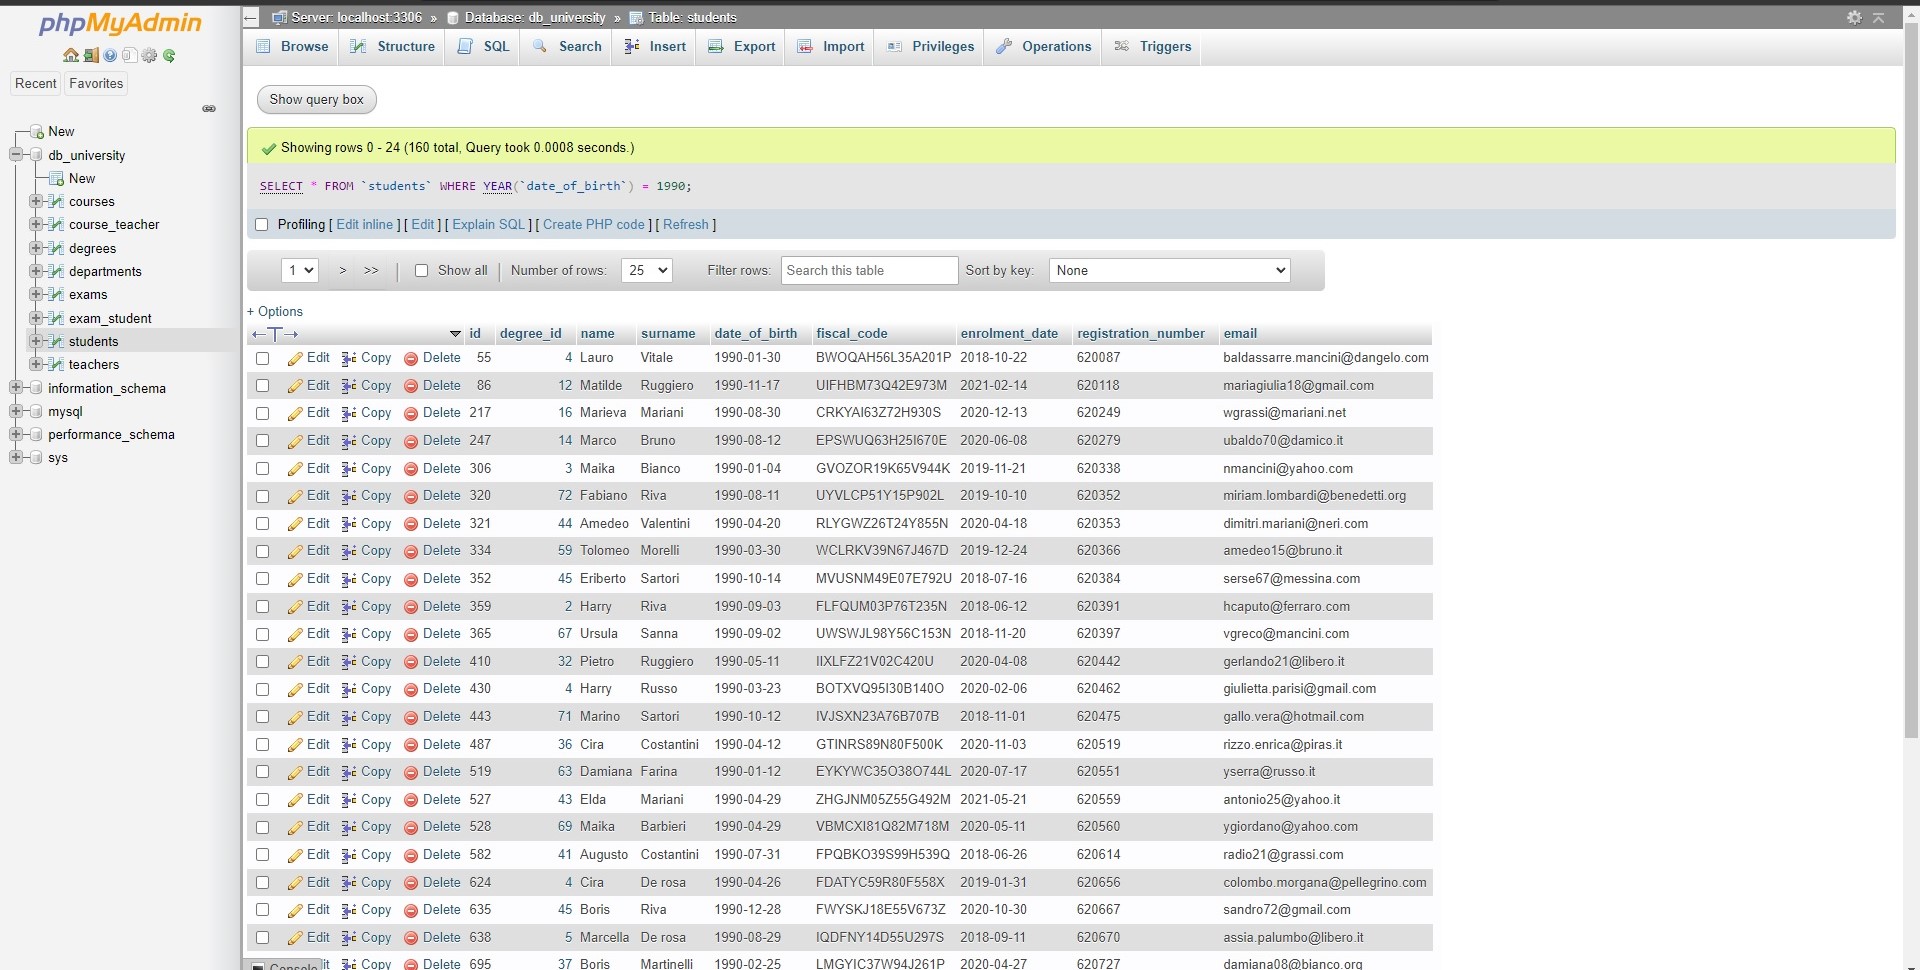 phpMyAdmin
Recent Favorites
New
db_university
New
courses
course_teacher
degrees
departments
exams
exam_student
students
teachers
information_schema
mysql
performance_schema
sys
Server: localhost:3306 » Database: db_university » Table: students
Browse Structure SQL Search Insert Export Import Privileges Operations Triggers
Show query box
Showing rows 0 - 24 (160 total, Query took 0.0008 seconds.)
SELECT * FROM `students` WHERE YEAR(`date_of_birth`) = 1990;
Profiling [ Edit inline ] [ Edit ] [ Explain SQL ] [ Create PHP code ] [ Refresh ]
1 > >> | Show all | Number of rows: 25 Filter rows: Search this table Sort by key: None
+ Options
←T→ id degree_id name surname date_of_birth fiscal_code enrolment_date registration_number email
Edit Copy Delete 55 4 Lauro Vitale 1990-01-30 BWOQAH56L35A201P 2018-10-22 620087 baldassarre.mancini@dangelo.com
Edit Copy Delete 86 12 Matilde Ruggiero 1990-11-17 UIFHBM73Q42E973M 2021-02-14 620118 mariagiulia18@gmail.com
Edit Copy Delete 217 16 Marieva Mariani 1990-08-30 CRKYAI63Z72H930S 2020-12-13 620249 wgrassi@mariani.net
Edit Copy Delete 247 14 Marco Bruno 1990-08-12 EPSWUQ63H25I670E 2020-06-08 620279 ubaldo70@damico.it
Edit Copy Delete 306 3 Maika Bianco 1990-01-04 GVOZOR19K65V944K 2019-11-21 620338 nmancini@yahoo.com
Edit Copy Delete 320 72 Fabiano Riva 1990-08-11 UYVLCP51Y15P902L 2019-10-10 620352 miriam.lombardi@benedetti.org
Edit Copy Delete 321 44 Amedeo Valentini 1990-04-20 RLYGWZ26T24Y855N 2020-04-18 620353 dimitri.mariani@neri.com
Edit Copy Delete 334 59 Tolomeo Morelli 1990-03-30 WCLRKV39N67J467D 2019-12-24 620366 amedeo15@bruno.it
Edit Copy Delete 352 45 Eriberto Sartori 1990-10-14 MVUSNM49E07E792U 2018-07-16 620384 serse67@messina.com
Edit Copy Delete 359 2 Harry Riva 1990-09-03 FLFQUM03P76T235N 2018-06-12 620391 hcaputo@ferraro.com
Edit Copy Delete 365 67 Ursula Sanna 1990-09-02 UWSWJL98Y56C153N 2018-11-20 620397 vgreco@mancini.com
Edit Copy Delete 410 32 Pietro Ruggiero 1990-05-11 IIXLFZ21V02C420U 2020-04-08 620442 gerlando21@libero.it
Edit Copy Delete 430 4 Harry Russo 1990-03-23 BOTXVQ95I30B140O 2020-02-06 620462 giulietta.parisi@gmail.com
Edit Copy Delete 443 71 Marino Sartori 1990-10-12 IVJSXN23A76B707B 2018-11-01 620475 gallo.vera@hotmail.com
Edit Copy Delete 487 36 Cira Costantini 1990-04-12 GTINRS89N80F500K 2020-11-03 620519 rizzo.enrica@piras.it
Edit Copy Delete 519 63 Damiana Farina 1990-01-12 EYKYWC35O38O744L 2020-07-17 620551 yserra@russo.it
Edit Copy Delete 527 43 Elda Mariani 1990-04-29 ZHGJNM05Z55G492M 2021-05-21 620559 antonio25@yahoo.it
Edit Copy Delete 528 69 Maika Barbieri 1990-04-29 VBMCXI81Q82M718M 2020-05-11 620560 ygiordano@yahoo.com
Edit Copy Delete 582 41 Augusto Costantini 1990-07-31 FPQBKO39S99H539Q 2018-06-26 620614 radio21@grassi.com
Edit Copy Delete 624 4 Cira De rosa 1990-04-26 FDATYC59R80F558X 2019-01-31 620656 colombo.morgana@pellegrino.com
Edit Copy Delete 635 45 Boris Riva 1990-12-28 FWYSKJ18E55V673Z 2020-10-30 620667 sandro72@gmail.com
Edit Copy Delete 638 5 Marcella De rosa 1990-08-29 IQDFNY14D55U297S 2018-09-11 620670 assia.palumbo@libero.it
Console Copy Delete 695 37 Boris Martinelli 1990-02-25 LMGYIC37W94J261P 2020-04-27 620727 damiana08@bianco.org